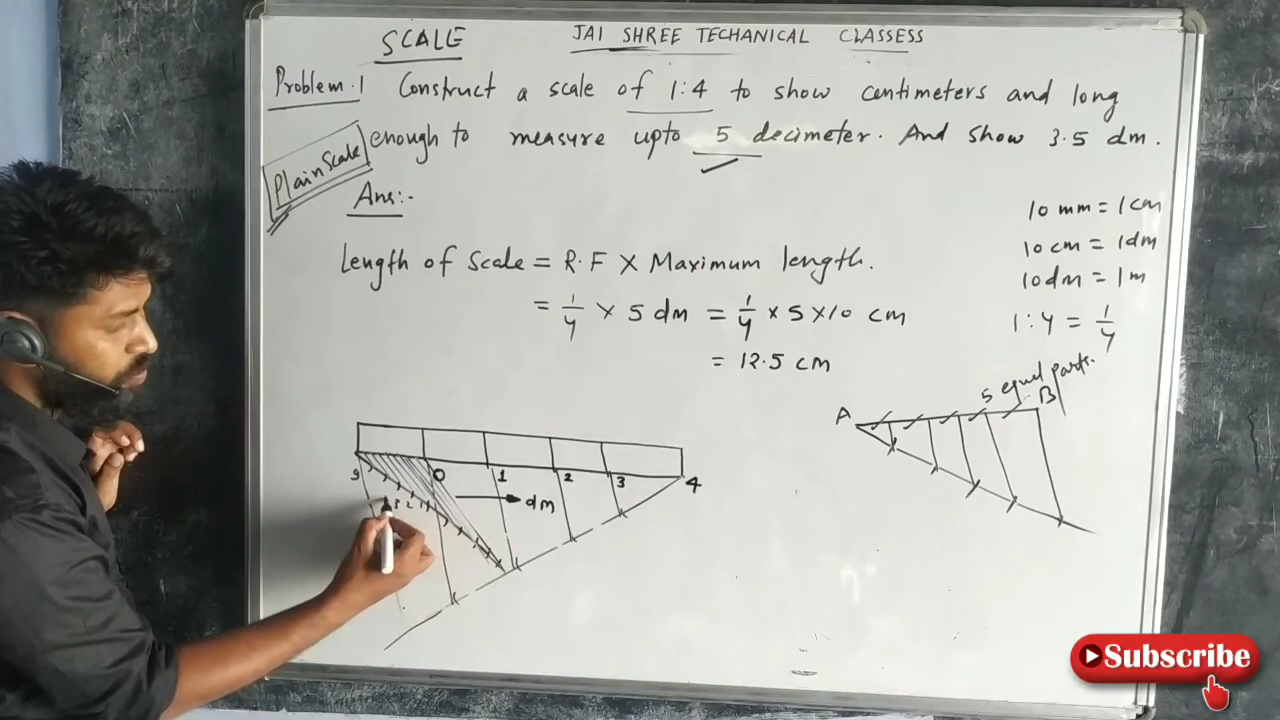 SCALE
JAI SHREE TECHANICAL CLASSESS
Problem.1 Construct a scale of 1:4 to show centimeters and long
enough to measure upto 5 decimeter. And show 3.5 dm.
Plain Scale
Ans:-
10 mm = 1 cm
10 cm = 1 dm
10 dm = 1 m
1:4 = 1/4
Length of Scale = R.F X Maximum length.
= 1/4 × 5 dm = 1/4 × 5 × 10 cm
= 12.5 cm
5 equal parts.
A B
0 1 2 3 4
dm
Subscribe